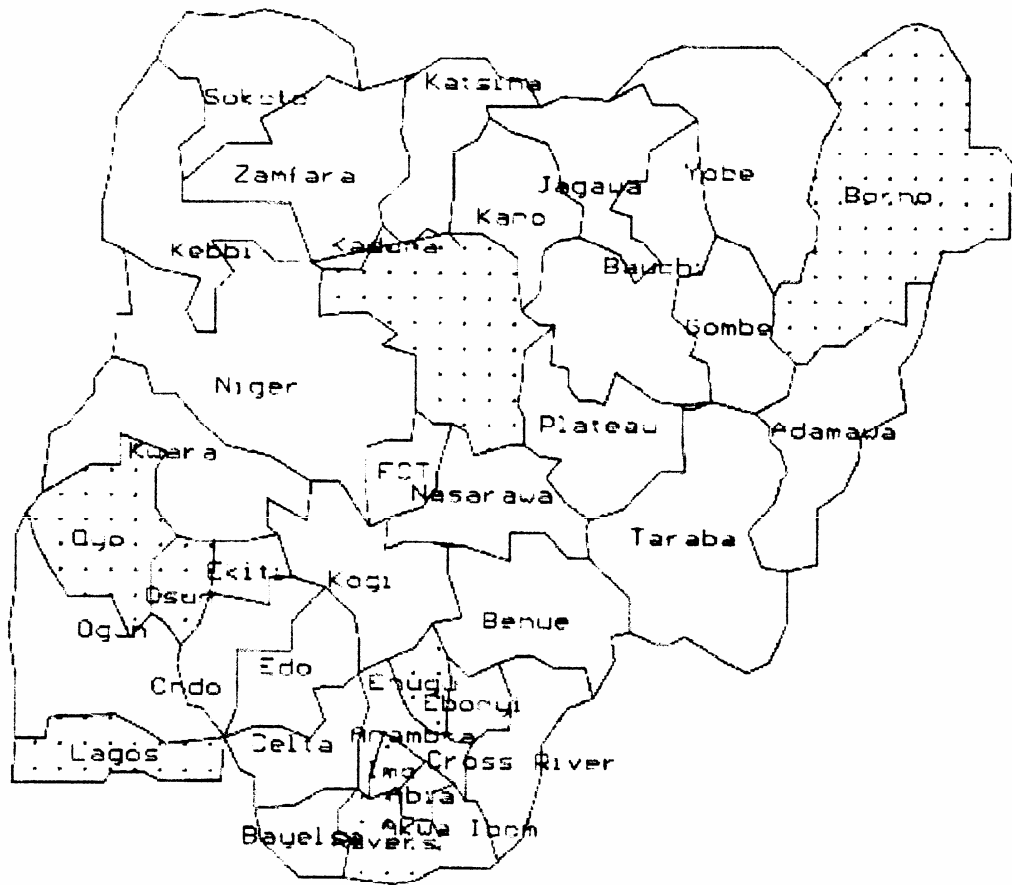 Katsina
Sokoto
Zamfara
Jagawa
Yobe
Borno
Kano
Kebbi
Kaduna
Bauchi
Gombe
Niger
Plateau
Adamawa
Kwara
FCT
Nasarawa
Oyo
Taraba
Ekiti
Kogi
Osun
Ogun
Benue
Edo
Enugu
Ondo
Ebonyi
Anambra
Delta
Lagos
Imo
Cross River
Abia
Akwa Ibom
Bayelsa
Rivers